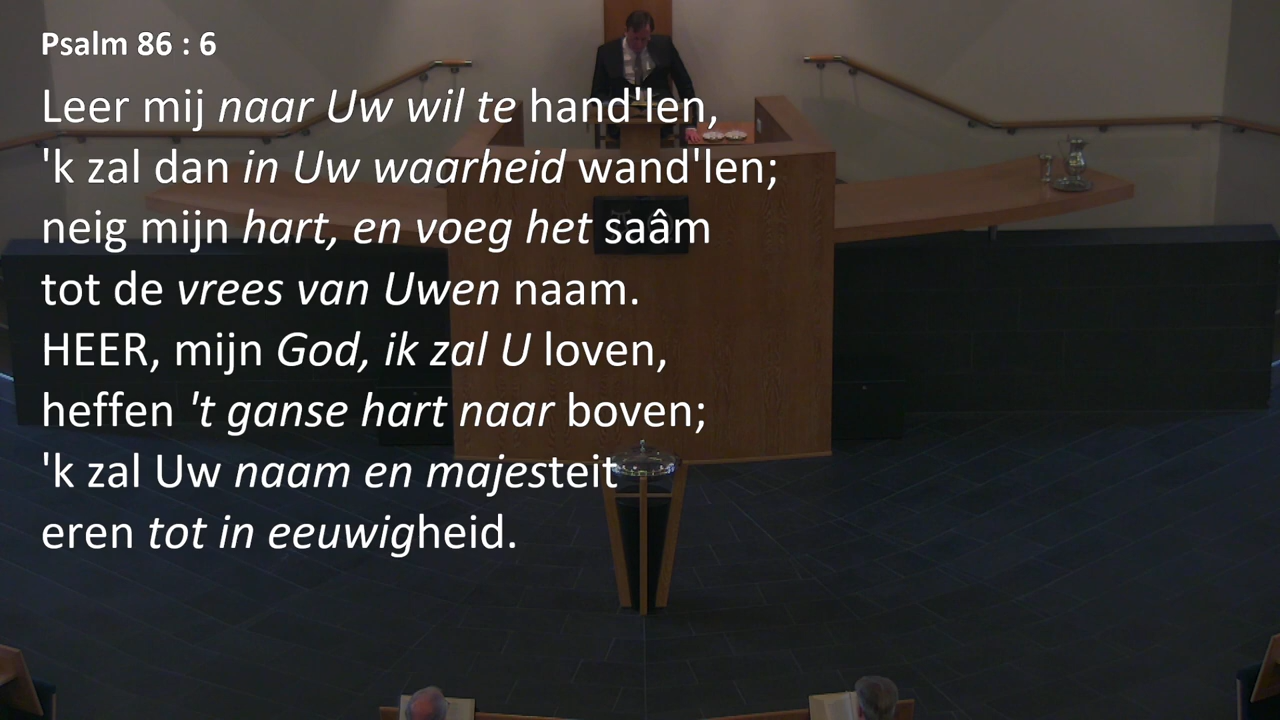 Psalm 86 : 6
Leer mij naar Uw wil te hand'len,
'k zal dan in Uw waarheid wand'len;
neig mijn hart, en voeg het saâm
tot de vrees van Uwen naam.
HEER, mijn God, ik zal U loven,
heffen 't ganse hart naar boven;
'k zal Uw naam en majesteit
eren tot in eeuwigheid.